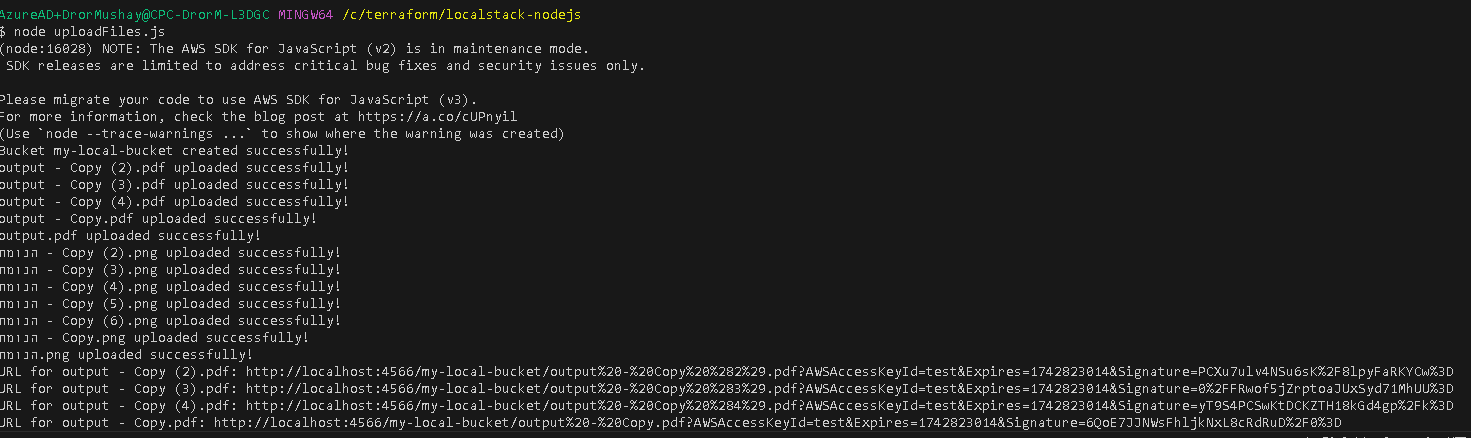 AzureAD+DrorMushay@CPC-DrorM-L3DGC MINGW64 /c/terraform/localstack-nodejs
$ node uploadFiles.js
(node:16028) NOTE: The AWS SDK for JavaScript (v2) is in maintenance mode.
SDK releases are limited to address critical bug fixes and security issues only.
Please migrate your code to use AWS SDK for JavaScript (v3).
For more information, check the blog post at https://a.co/cUPnyil
(Use `node --trace-warnings ...` to show where the warning was created)
Bucket my-local-bucket created successfully!
output - Copy (2).pdf uploaded successfully!
output - Copy (3).pdf uploaded successfully!
output - Copy (4).pdf uploaded successfully!
output - Copy.pdf uploaded successfully!
output.pdf uploaded successfully!
תמונה - Copy (2).png uploaded successfully!
תמונה - Copy (3).png uploaded successfully!
תמונה - Copy (4).png uploaded successfully!
תמונה - Copy (5).png uploaded successfully!
תמונה - Copy (6).png uploaded successfully!
תמונה - Copy.png uploaded successfully!
תמונה.png uploaded successfully!
URL for output - Copy (2).pdf: http://localhost:4566/my-local-bucket/output%20-%20Copy%20%282%29.pdf?AWSAccessKeyId=test&Expires=1742823014&Signature=PCXu7ulv4NSu6sK%2F8lpyFaRKYCw%3D
URL for output - Copy (3).pdf: http://localhost:4566/my-local-bucket/output%20-%20Copy%20%283%29.pdf?AWSAccessKeyId=test&Expires=1742823014&Signature=0%2FFRwof5jZrptoaJUxSyd71MhUU%3D
URL for output - Copy (4).pdf: http://localhost:4566/my-local-bucket/output%20-%20Copy%20%284%29.pdf?AWSAccessKeyId=test&Expires=1742823014&Signature=yT9S4PCSwKtDCKZTH18kGd4gp%2Fk%3D
URL for output - Copy.pdf: http://localhost:4566/my-local-bucket/output%20-%20Copy.pdf?AWSAccessKeyId=test&Expires=1742823014&Signature=6QoE7JJNWsFhljkNxL8cRdRuD%2F0%3D